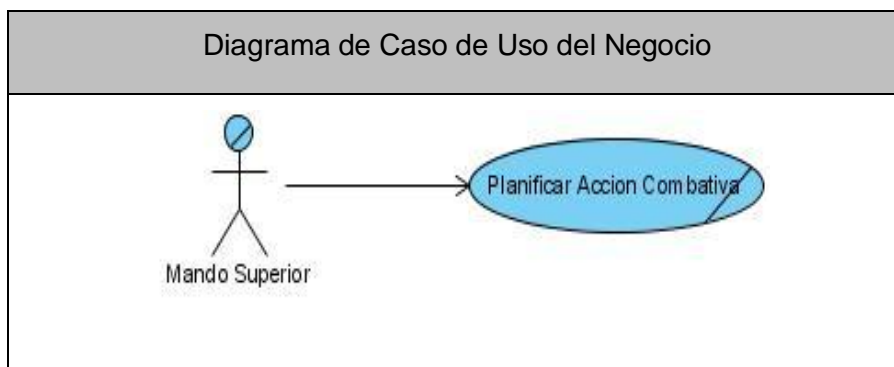 Diagrama de Caso de Uso del Negocio
Planificar Accion Combativa
Mando Superior